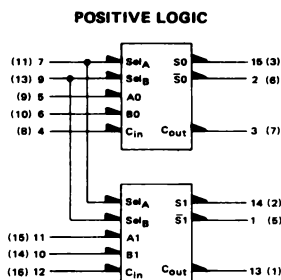 POSITIVE LOGIC
(11) 7 SelA S0 15 (3)
(13) 9 SelB S̅0 2 (6)
(9) 5 A0
(10) 6 B0
(8) 4 Cin Cout 3 (7)
SelA S1 14 (2)
SelB S̅1 1 (5)
(15) 11 A1
(14) 10 B1
(16) 12 Cin Cout 13 (1)